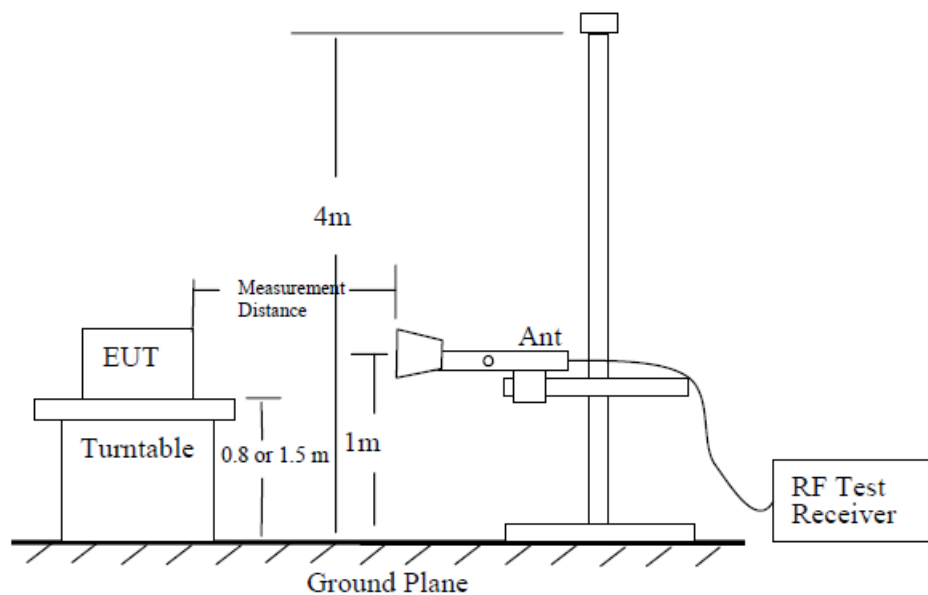 4m
Measurement
Distance
Ant
EUT
Turntable
0.8 or 1.5 m
1m
RF Test
Receiver
Ground Plane